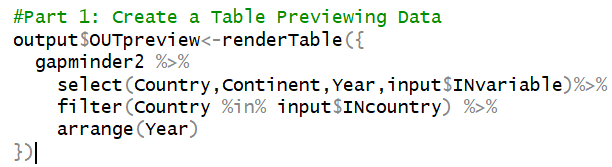 #Part 1: Create a Table Previewing Data
output$OUTpreview<-renderTable({
  gapminder2 %>%
    select(Country,Continent,Year,input$INvariable)%>%
    filter(Country %in% input$INcountry) %>%
    arrange(Year)
})